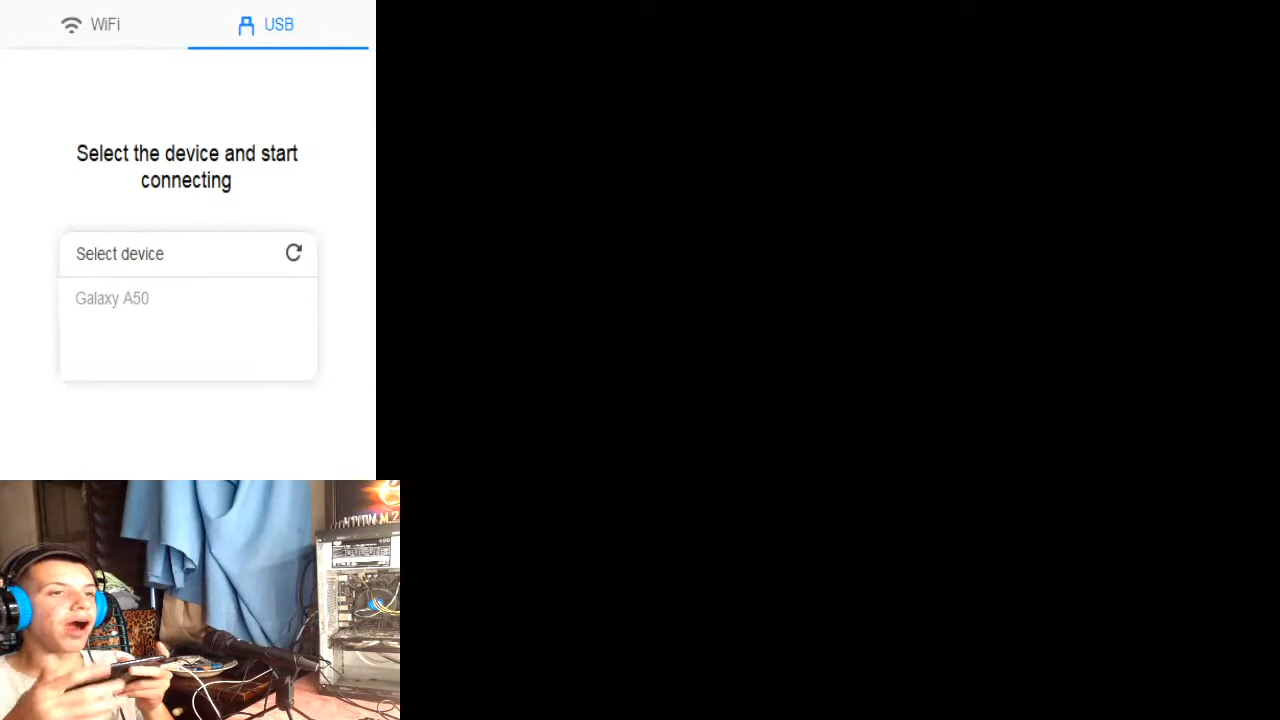 WiFi
USB
Select the device and start
connecting
Select device
Galaxy A50